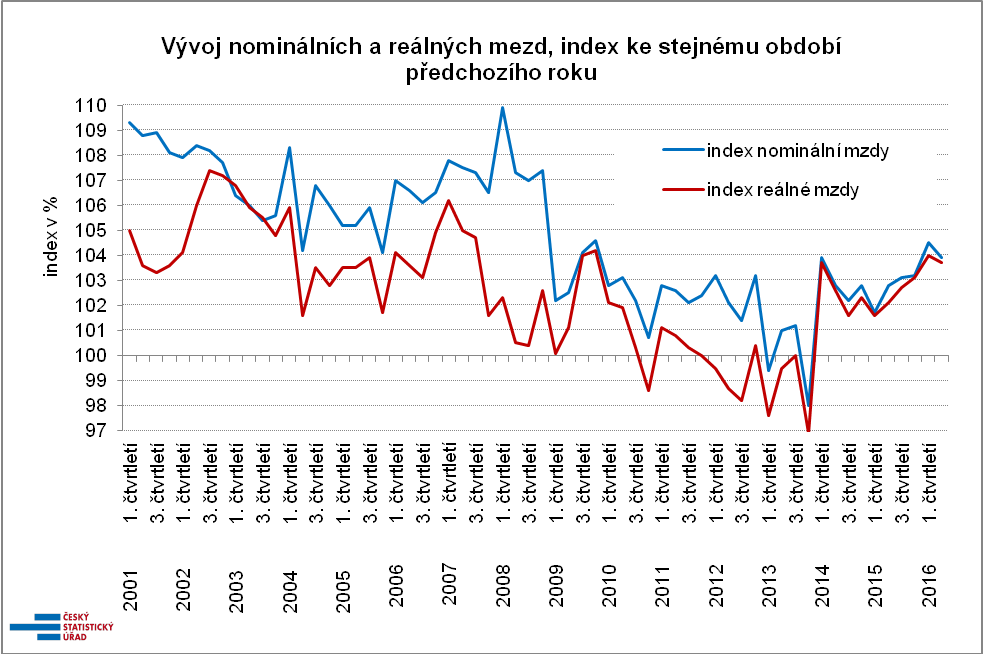 Vývoj nominálních a reálných mezd, index ke stejnému období
předchozího roku
110
109
108
107
106
105
104
103
102
101
100
99
98
97
index v %
index nominální mzdy
index reálné mzdy
1. čtvrtletí
3. čtvrtletí
1. čtvrtletí
3. čtvrtletí
1. čtvrtletí
3. čtvrtletí
1. čtvrtletí
3. čtvrtletí
1. čtvrtletí
3. čtvrtletí
1. čtvrtletí
3. čtvrtletí
1. čtvrtletí
3. čtvrtletí
1. čtvrtletí
3. čtvrtletí
1. čtvrtletí
3. čtvrtletí
1. čtvrtletí
3. čtvrtletí
1. čtvrtletí
3. čtvrtletí
1. čtvrtletí
3. čtvrtletí
1. čtvrtletí
3. čtvrtletí
1. čtvrtletí
3. čtvrtletí
1. čtvrtletí
3. čtvrtletí
1. čtvrtletí
2001
2002
2003
2004
2005
2006
2007
2008
2009
2010
2011
2012
2013
2014
2015
2016
ČESKÝ
STATISTICKÝ
ÚŘAD